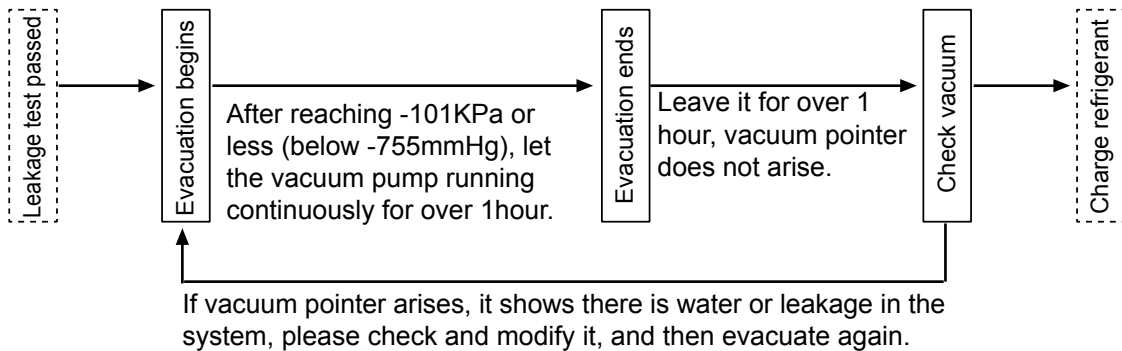 Leakage test passed
Evacuation begins
After reaching -101KPa or
less (below -755mmHg), let
the vacuum pump running
continuously for over 1hour.
Evacuation ends
Leave it for over 1
hour, vacuum pointer
does not arise.
Check vacuum
Charge refrigerant
If vacuum pointer arises, it shows there is water or leakage in the
system, please check and modify it, and then evacuate again.